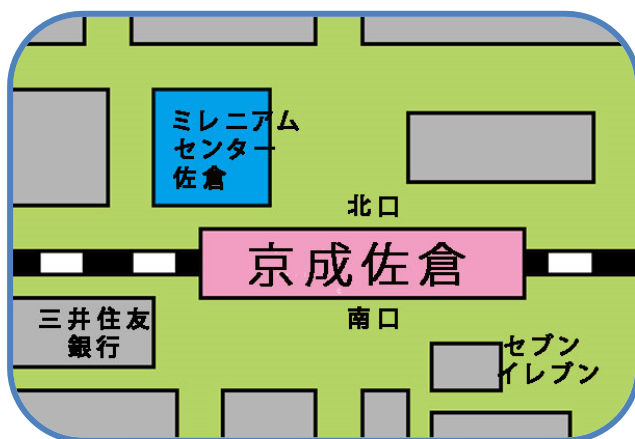 ミレニアム
センター
佐倉
北口
京成佐倉
南口
三井住友
銀行
セブン
イレブン